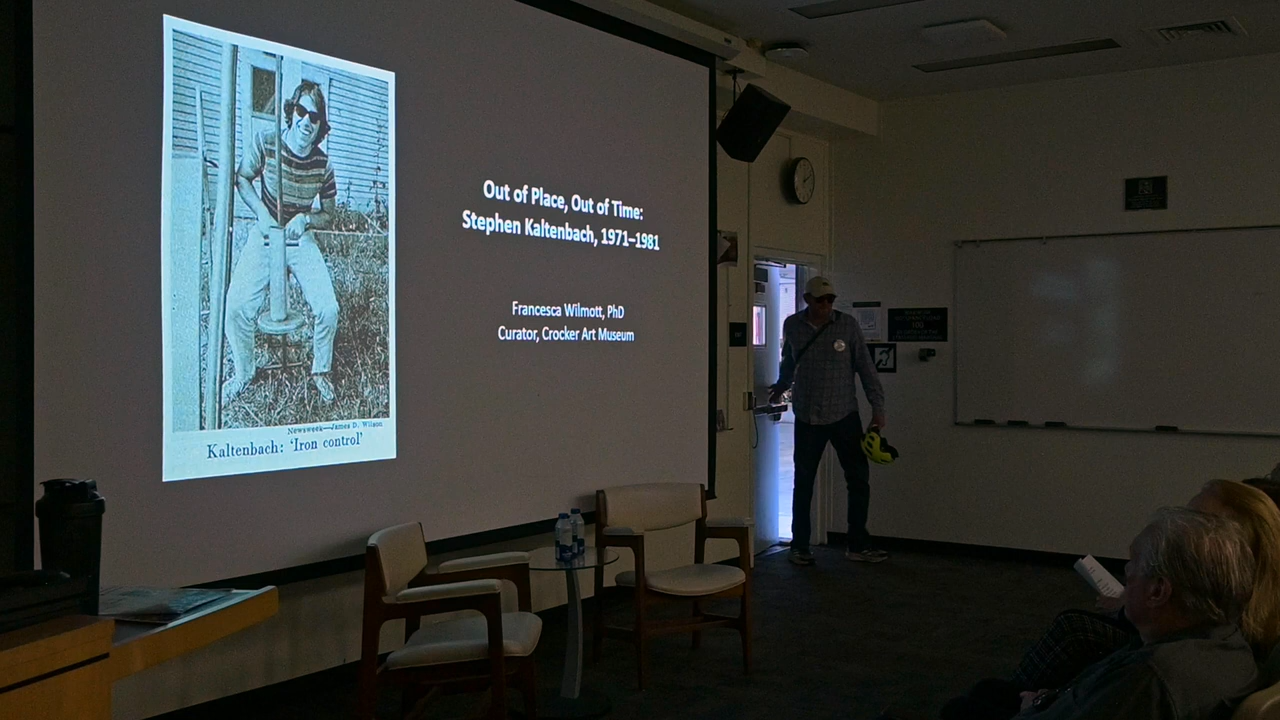 Out of Place, Out of Time:
Stephen Kaltenbach, 1971–1981
Francesca Wilmott, PhD
Curator, Crocker Art Museum
Newsweek—James D. Wilson
Kaltenbach: 'Iron control'